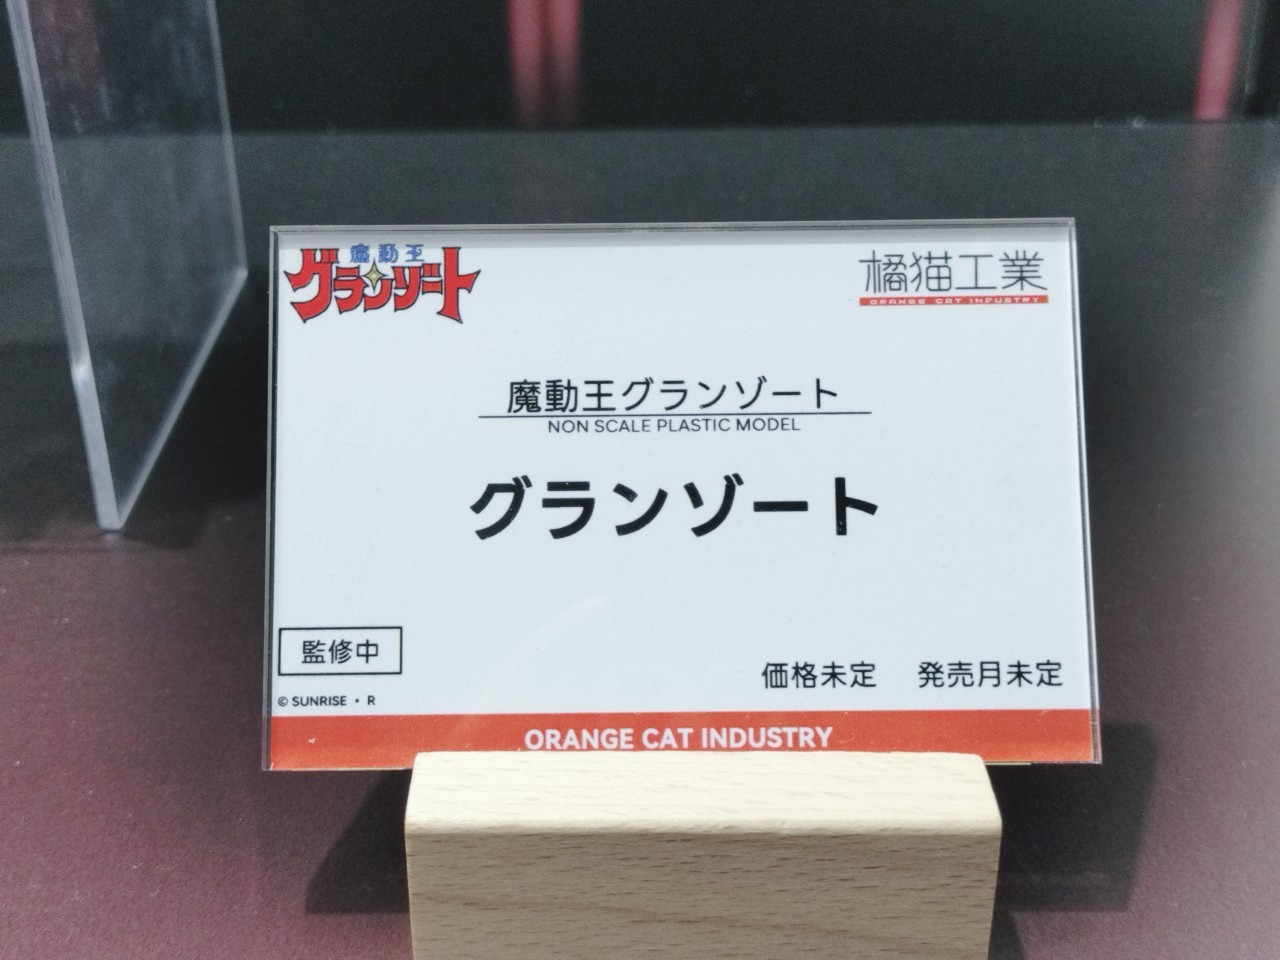 魔動王
グランゾート
橘猫工業
ORANGE CAT INDUSTRY
魔動王グランゾート
NON SCALE PLASTIC MODEL
グランゾート
監修中
価格未定 発売月未定
© SUNRISE・R
ORANGE CAT INDUSTRY